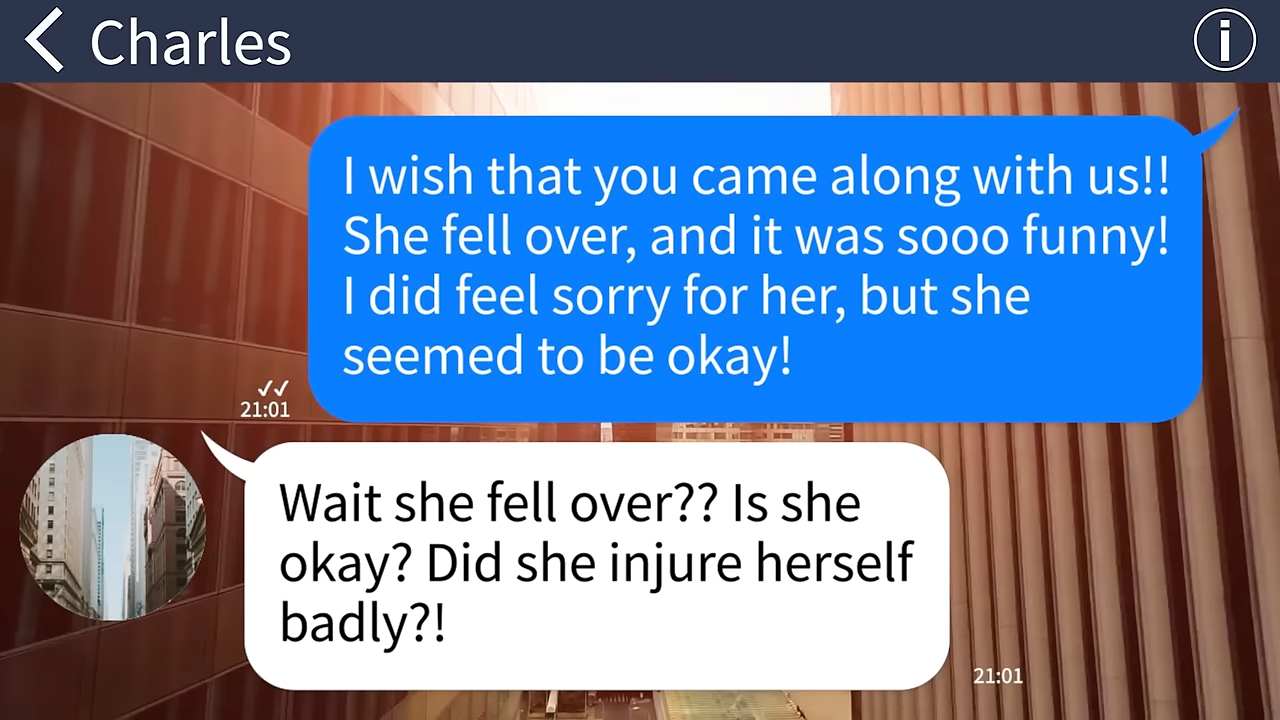 Charles
I wish that you came along with us!!
She fell over, and it was sooo funny!
I did feel sorry for her, but she
seemed to be okay!
21:01
Wait she fell over?? Is she
okay? Did she injure herself
badly?!
21:01